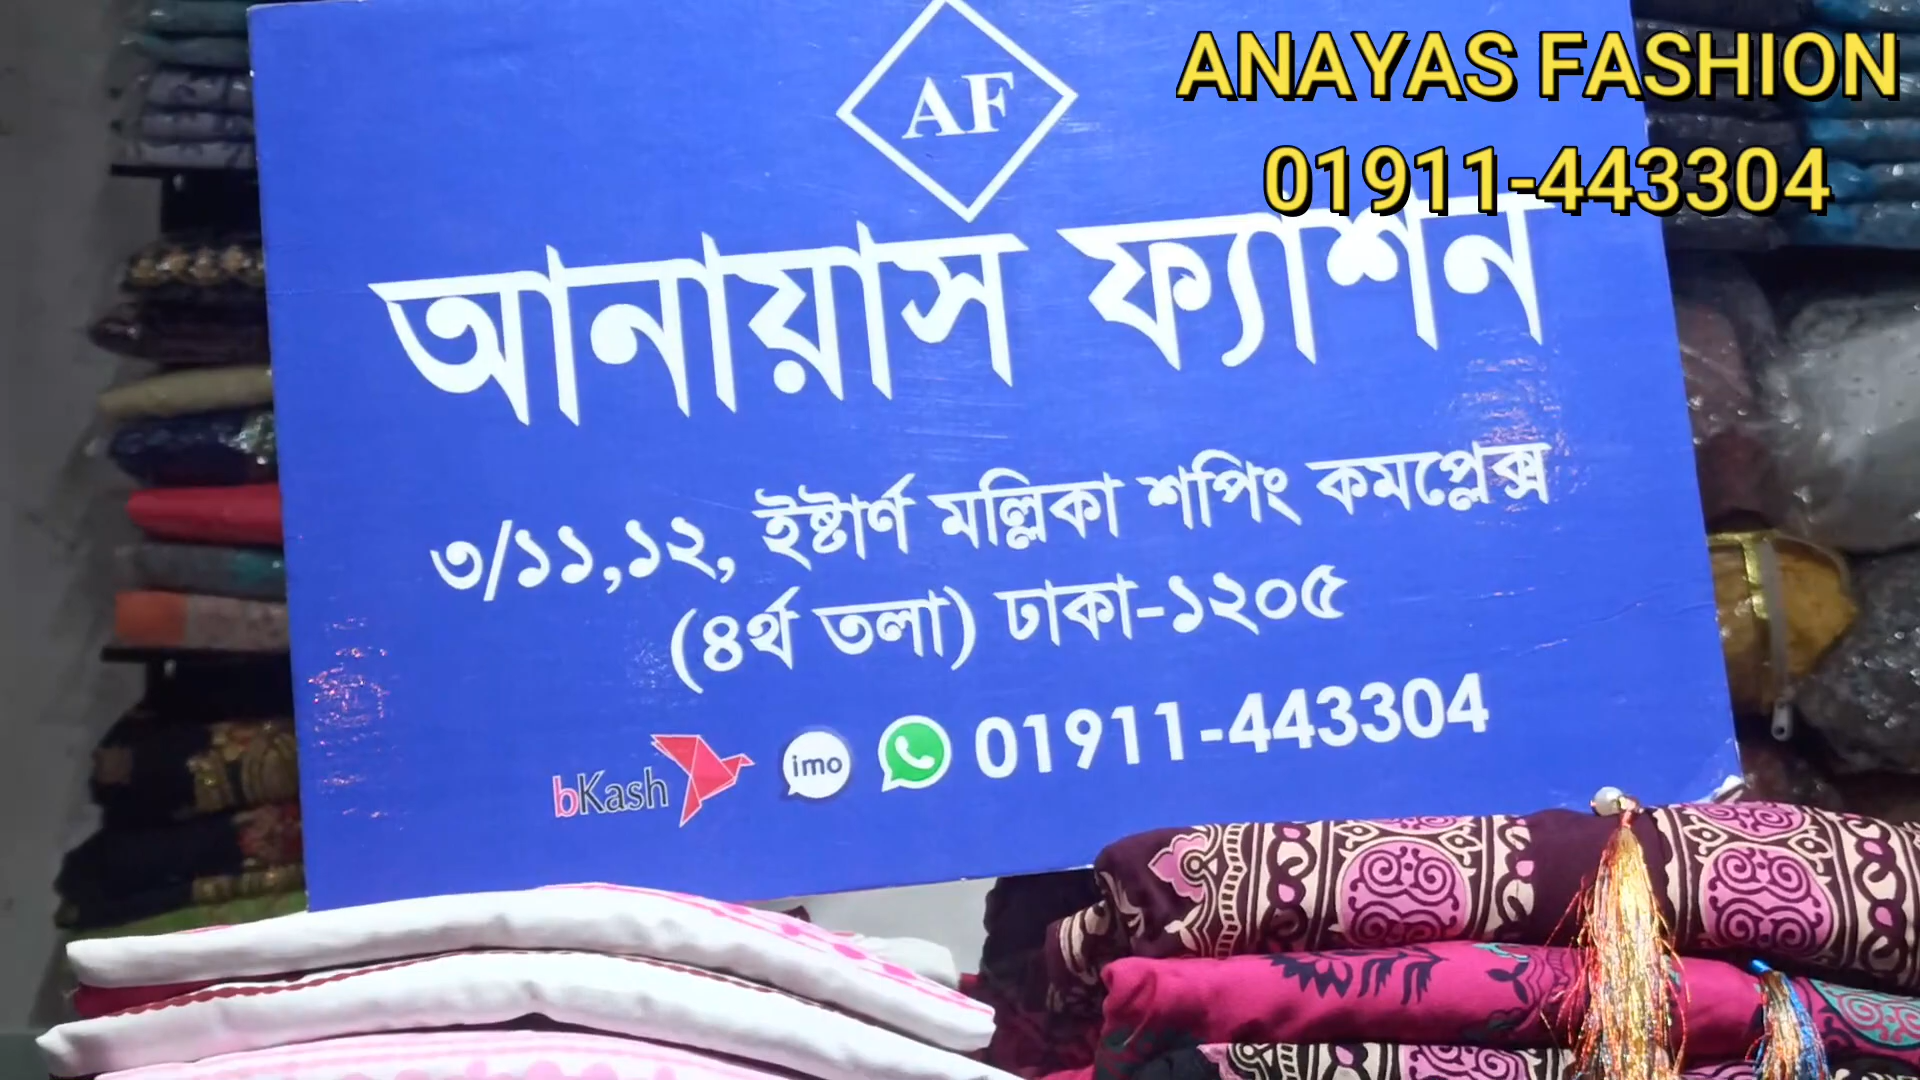 ANAYAS FASHION
01911-443304
AF
আনায়াস ফ্যাশন
৩/১১,১২, ইষ্টার্ণ মল্লিকা শপিং কমপ্লেক্স
(৪র্থ তলা) ঢাকা-১২০৫
bKash imo 01911-443304